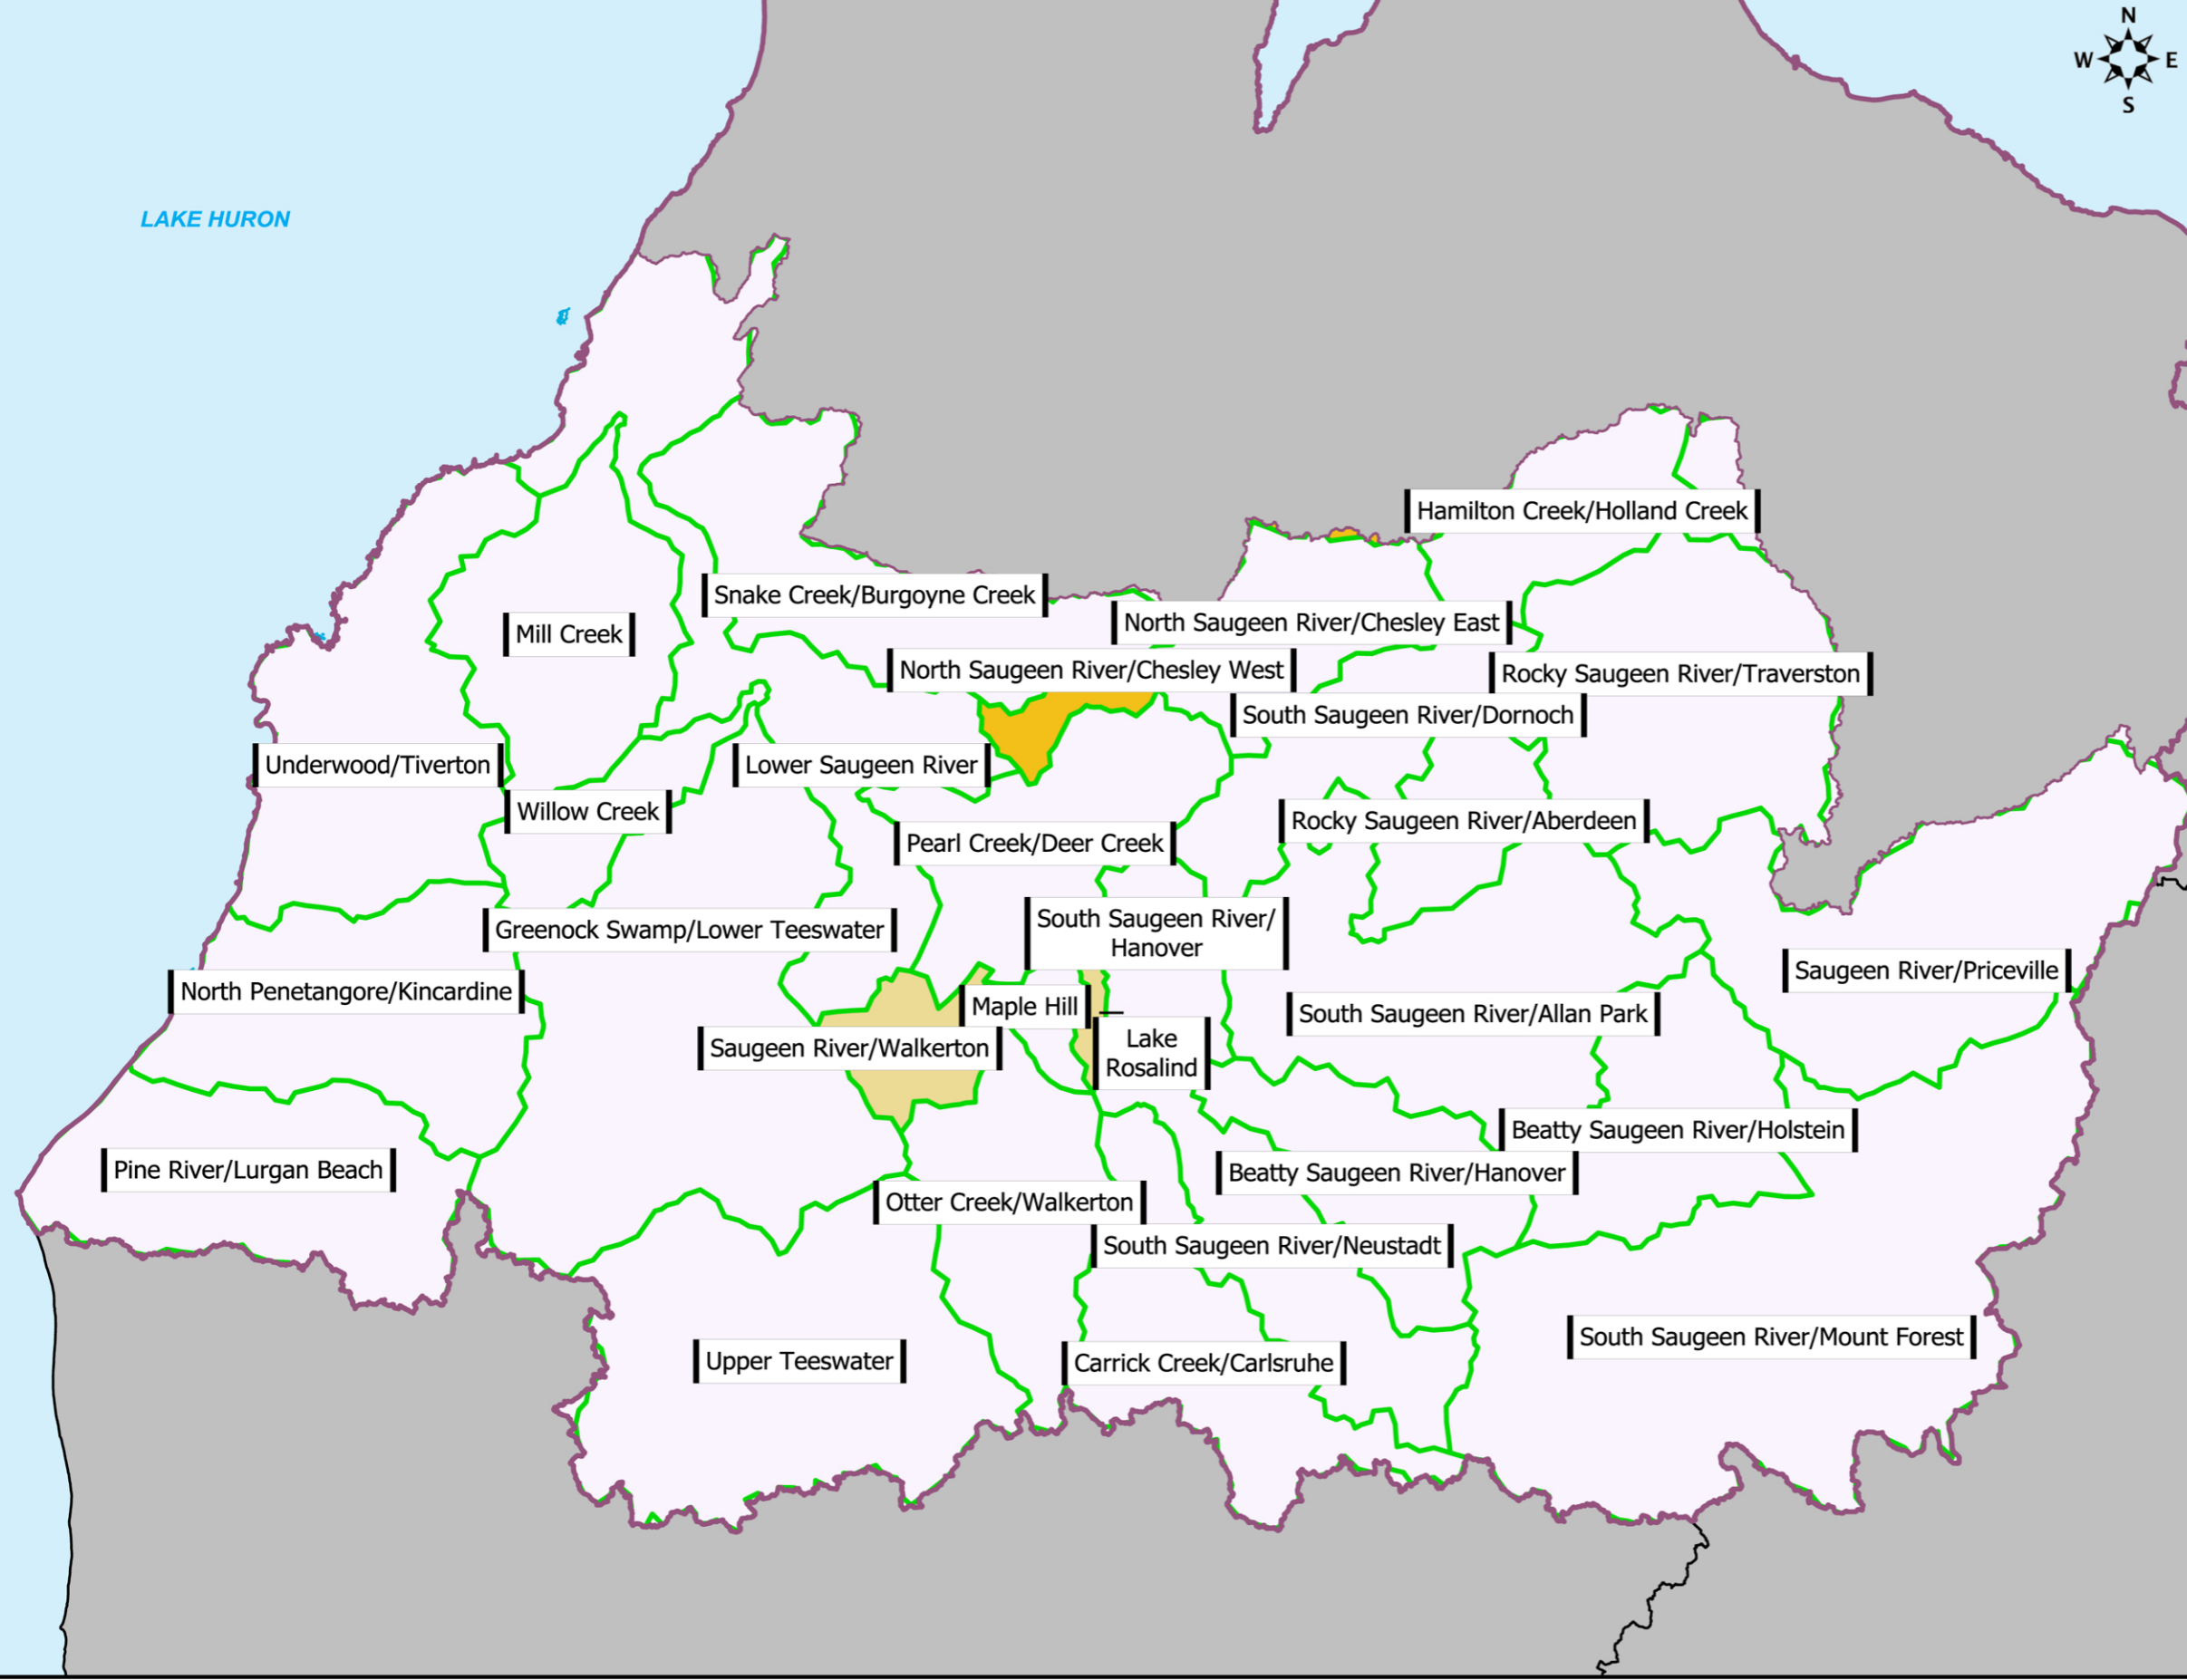 N
W E
S
LAKE HURON
Hamilton Creek/Holland Creek
Snake Creek/Burgoyne Creek
North Saugeen River/Chesley East
Mill Creek
North Saugeen River/Chesley West
Rocky Saugeen River/Traverston
South Saugeen River/Dornoch
Underwood/Tiverton
Lower Saugeen River
Willow Creek
Rocky Saugeen River/Aberdeen
Pearl Creek/Deer Creek
South Saugeen River/
Hanover
Greenock Swamp/Lower Teeswater
Saugeen River/Priceville
North Penetangore/Kincardine
Maple Hill
South Saugeen River/Allan Park
Saugeen River/Walkerton
Lake
Rosalind
Beatty Saugeen River/Holstein
Pine River/Lurgan Beach
Beatty Saugeen River/Hanover
Otter Creek/Walkerton
South Saugeen River/Neustadt
South Saugeen River/Mount Forest
Upper Teeswater
Carrick Creek/Carlsruhe